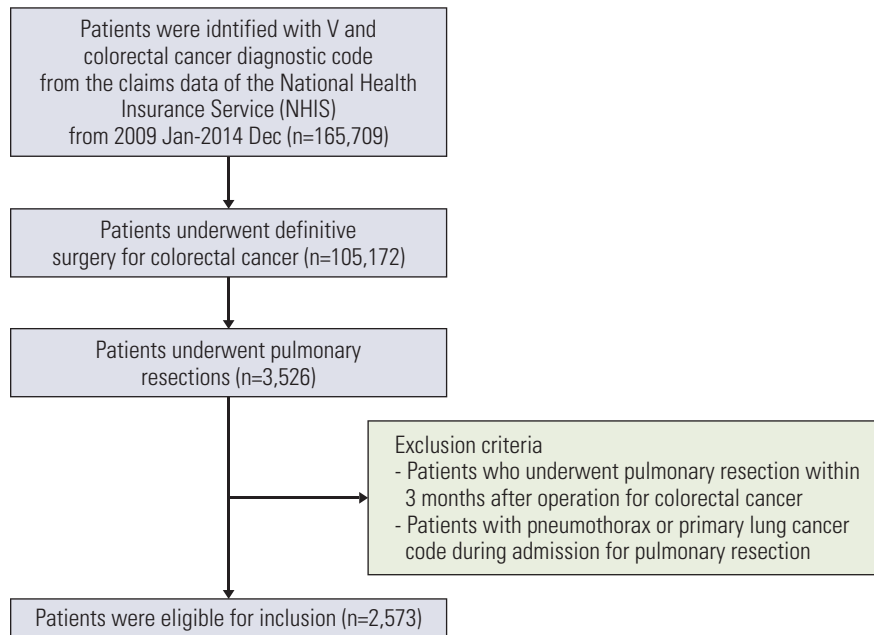 Patients were idntified with V and
colorectal cancer diagnostic code
from the claims data of the National Health
Insurance Service (NHIS)
from 2009 Jan-2014 Dec (n=165,709)
Patients underwent definitive
surgery for colorectal cancer (n=105,172)
Patients underwent pulmonary
resections (n=3,526)
Exclusion criteria
- Patients who underwent pulmonary resection within
3 months after operation for colorectal cancer
- Patients with pneumothorax or primary lung cancer
code during admission for pulmonary resection
Patients were eligible for inclusion (n=2,573)